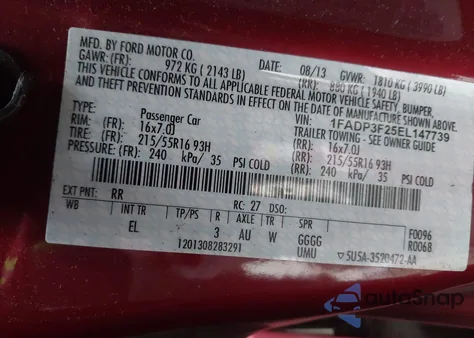 MFD. BY FORD MOTOR CO. DATE: 08/13 GVWR: 1810 KG (3990 LB)
GAWR: (FR): 972 KG (2143 LB) (RR): 880 KG (1940 LB)
THIS VEHICLE CONFORMS TO ALL APPLICABLE FEDERAL MOTOR VEHICLE SAFETY, BUMPER,
AND THEFT PREVENTION STANDARDS IN EFFECT ON THE DATE OF MANUFACTURE SHOWN ABOVE.
VIN: 1FADP3F25EL147739
Passenger Car TRAILER TOWING - SEE OWNER GUIDE
RIM: (FR): 16x7.0J (RR): 16x7.0J
TIRE: (FR): 215/55R16 93H (RR): 215/55R16 93H
PRESSURE: (FR): 240 kPa/ 35 PSI (RR): 240 kPa/ 35 PSI
EXT PNT: RR RC: 27 DSO:
WB INT TR TP/PS R AXLE TR SPR F0096
EL 3 AU W GGGG R0068
1201308283291 UMU 5U5A-3520472-AA
autoSnap